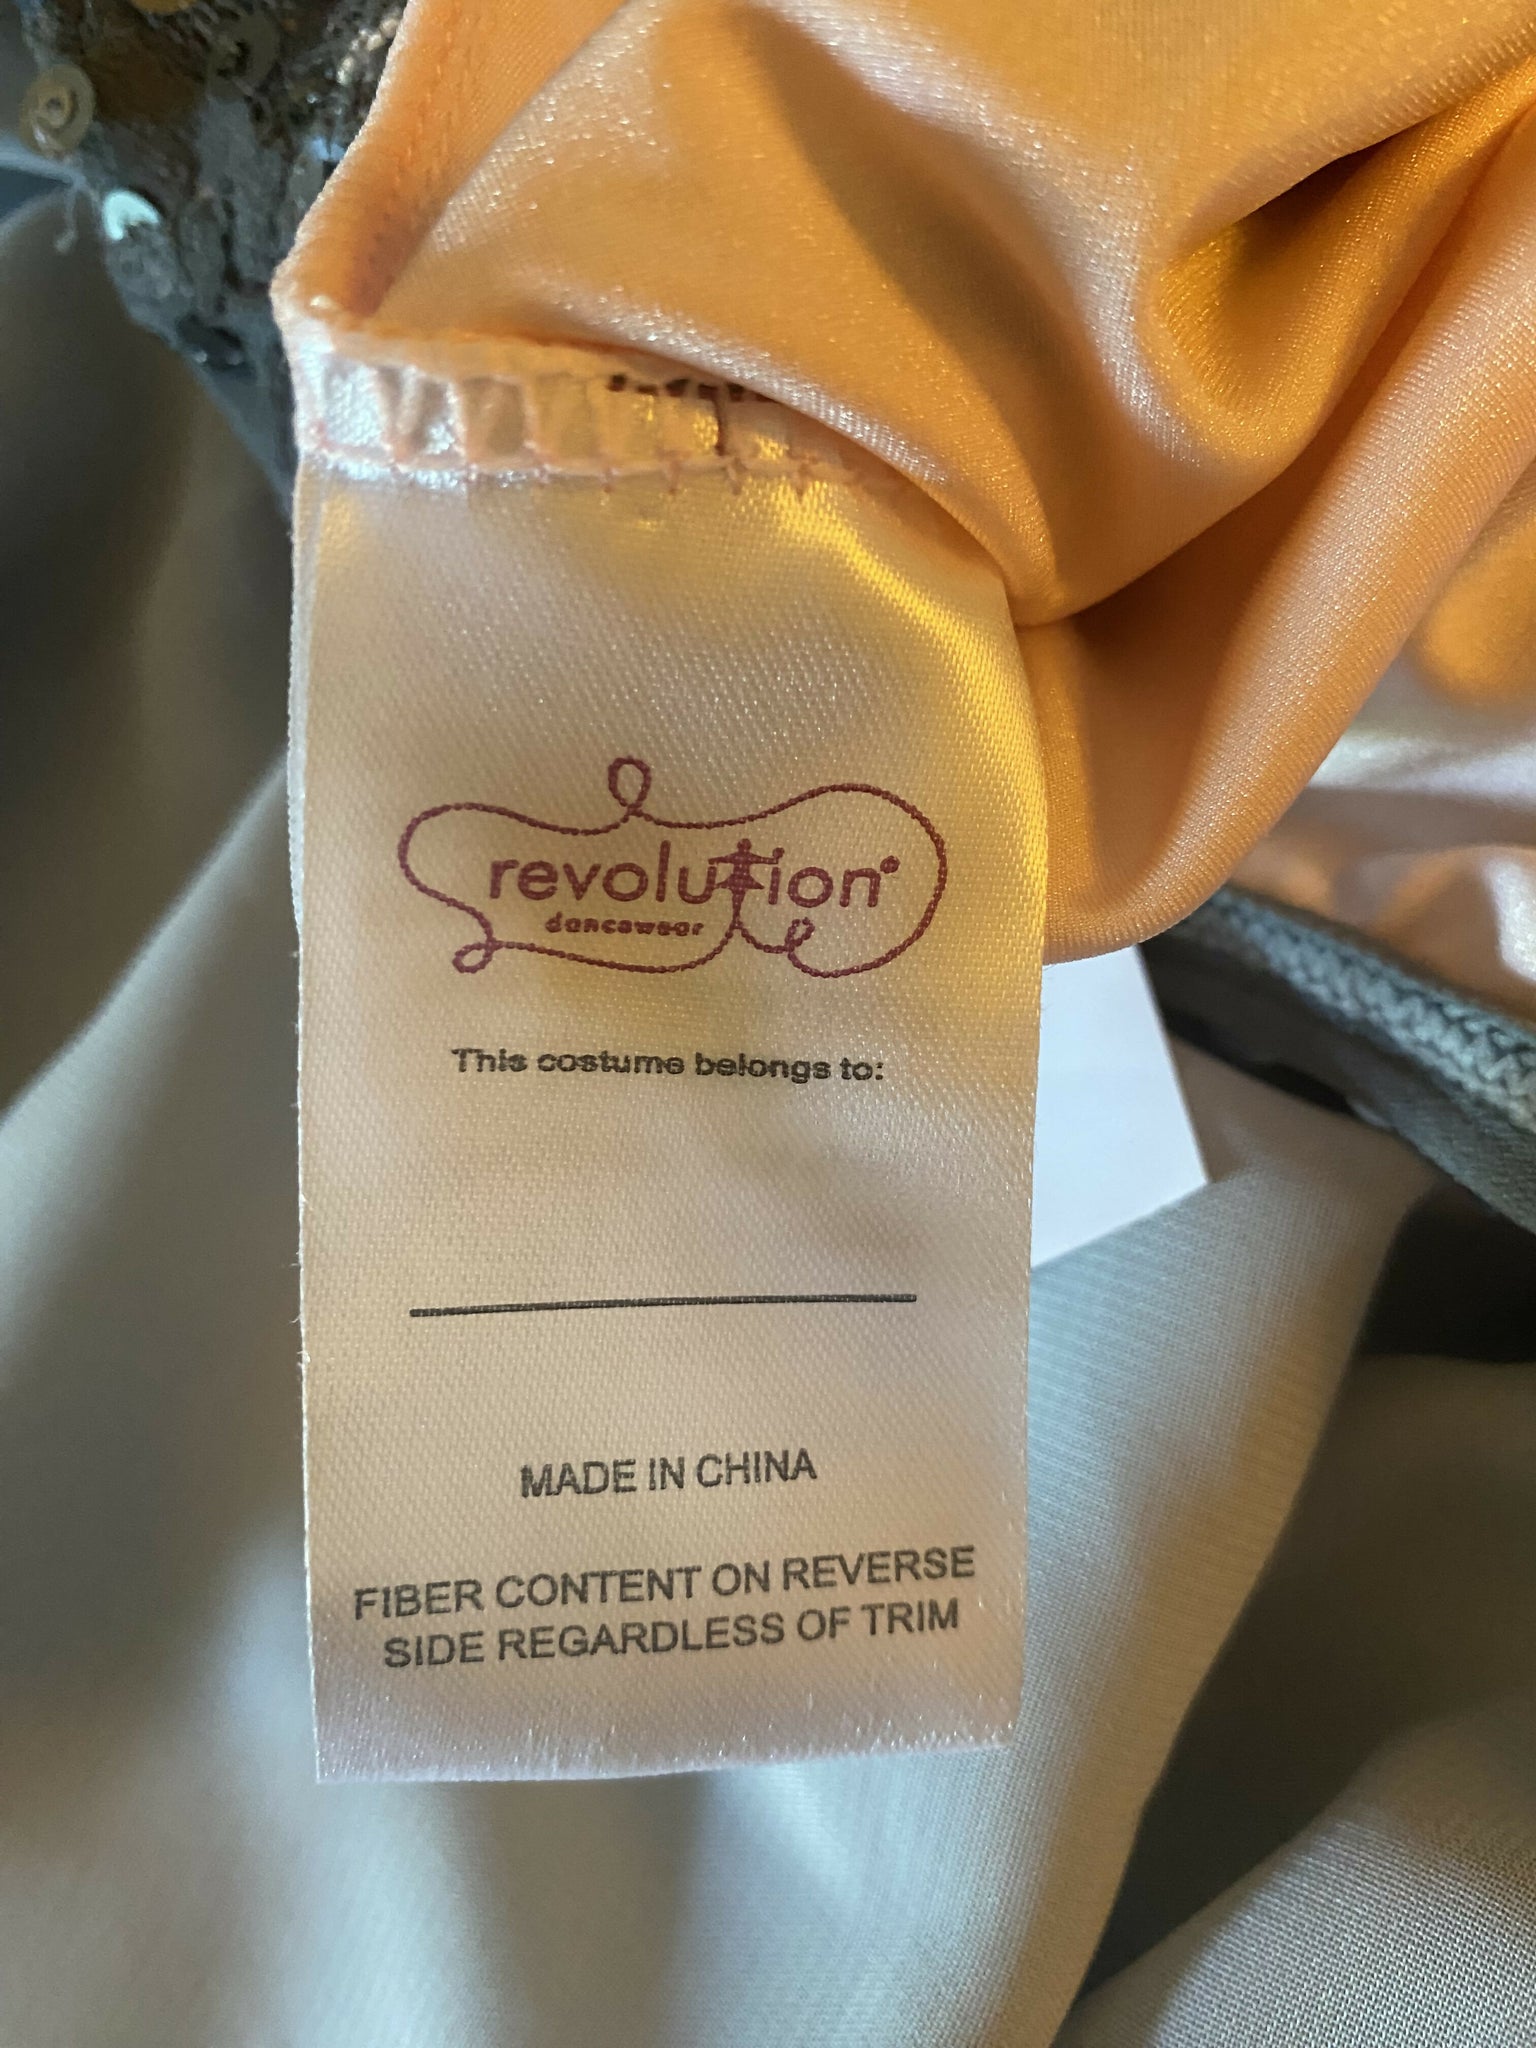 revolution
dancewear
This costume belongs to:
MADE IN CHINA
FIBER CONTENT ON REVERSE
SIDE REGARDLESS OF TRIM